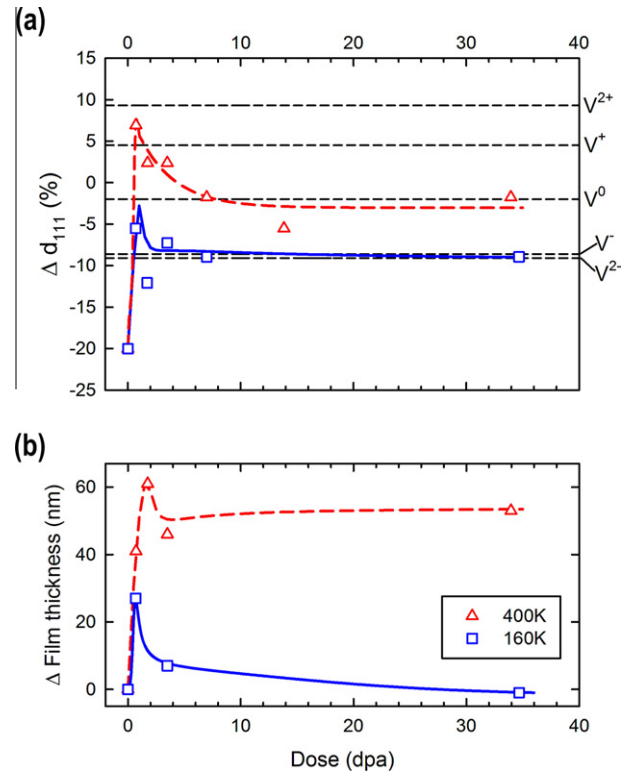 (a)
0 10 20 30 40
15
10
5
0
-5
-10
-15
-20
-25
Δ d111 (%)
V2+
V+
V0
V-
V2-
(b)
60
40
20
0
Δ Film thickness (nm)
400K
160K
0 10 20 30 40
Dose (dpa)